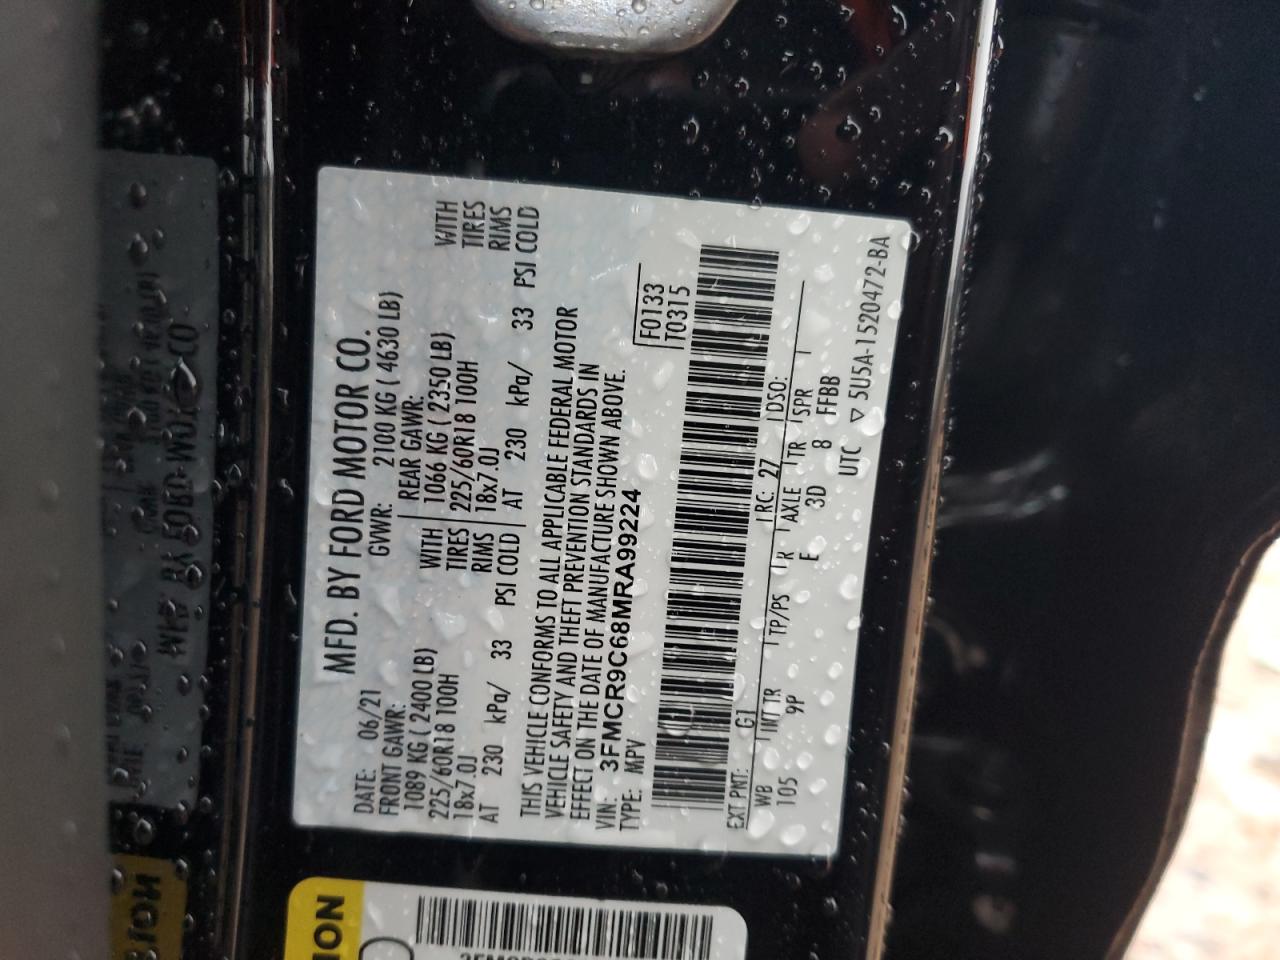 MFD. BY FORD MOTOR CO.
DATE: 06/21 GVWR: 2100 KG ( 4630 LB)
FRONT GAWR: REAR GAWR:
1089 KG ( 2400 LB) WITH 1066 KG ( 2350 LB) WITH
225/60R18 100H TIRES 225/60R18 100H TIRES
18x7.0J RIMS 18x7.0J RIMS
AT 230 kPa/ 33 PSI COLD AT 230 kPa/ 33 PSI COLD
THIS VEHICLE CONFORMS TO ALL APPLICABLE FEDERAL MOTOR
VEHICLE SAFETY AND THEFT PREVENTION STANDARDS IN
EFFECT ON THE DATE OF MANUFACTURE SHOWN ABOVE.
VIN: 3FMCR9C68MRA99224 F0133
TYPE: MPV T0315
EXT PNT: G1 RC: 27 DSO:
WB INT TR TP/PS R AXLE TR SPR
105 9P E 3D 8 FFBB
UTC ▽ 5U5A-1520472-BA